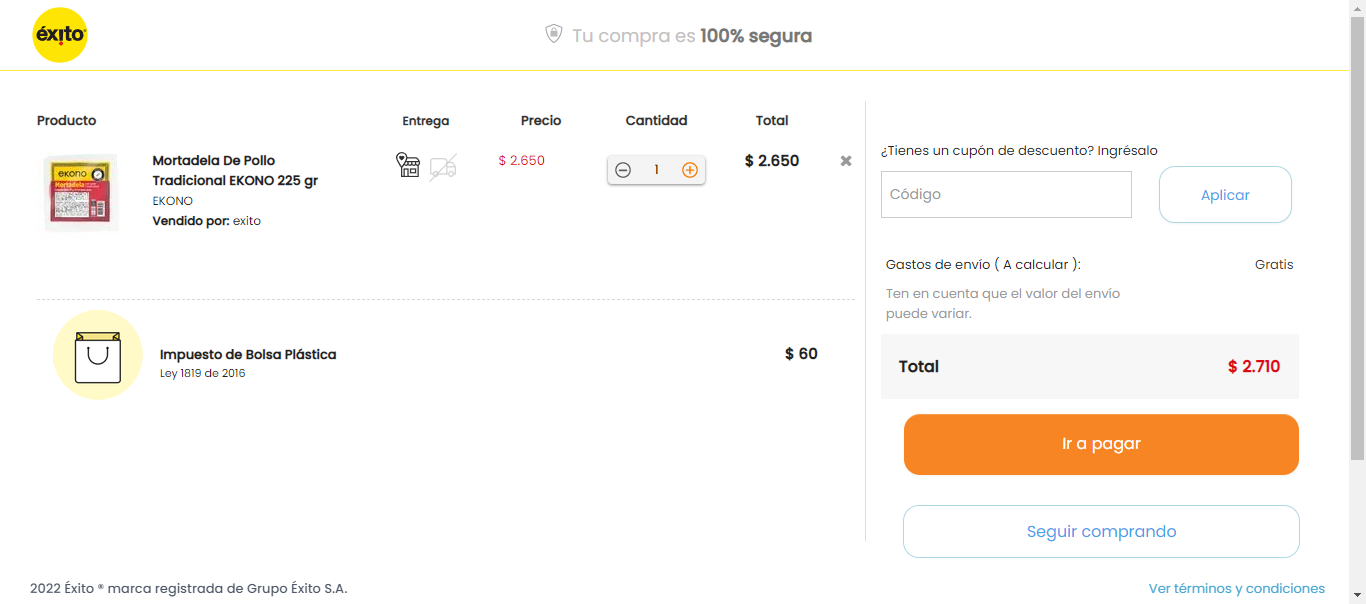 éxito
Tu compra es 100% segura
Producto
Entrega
Precio
Cantidad
Total
ekono
Mortadela
Mortadela De Pollo
Tradicional EKONO 225 gr
EKONO
Vendido por: exito
$ 2.650
1
$ 2.650
Impuesto de Bolsa Plástica
Ley 1819 de 2016
$ 60
¿Tienes un cupón de descuento? Ingrésalo
Código
Aplicar
Gastos de envío ( A calcular ):
Gratis
Ten en cuenta que el valor del envío
puede variar.
Total
$ 2.710
Ir a pagar
Seguir comprando
2022 Éxito ® marca registrada de Grupo Éxito S.A.
Ver términos y condiciones